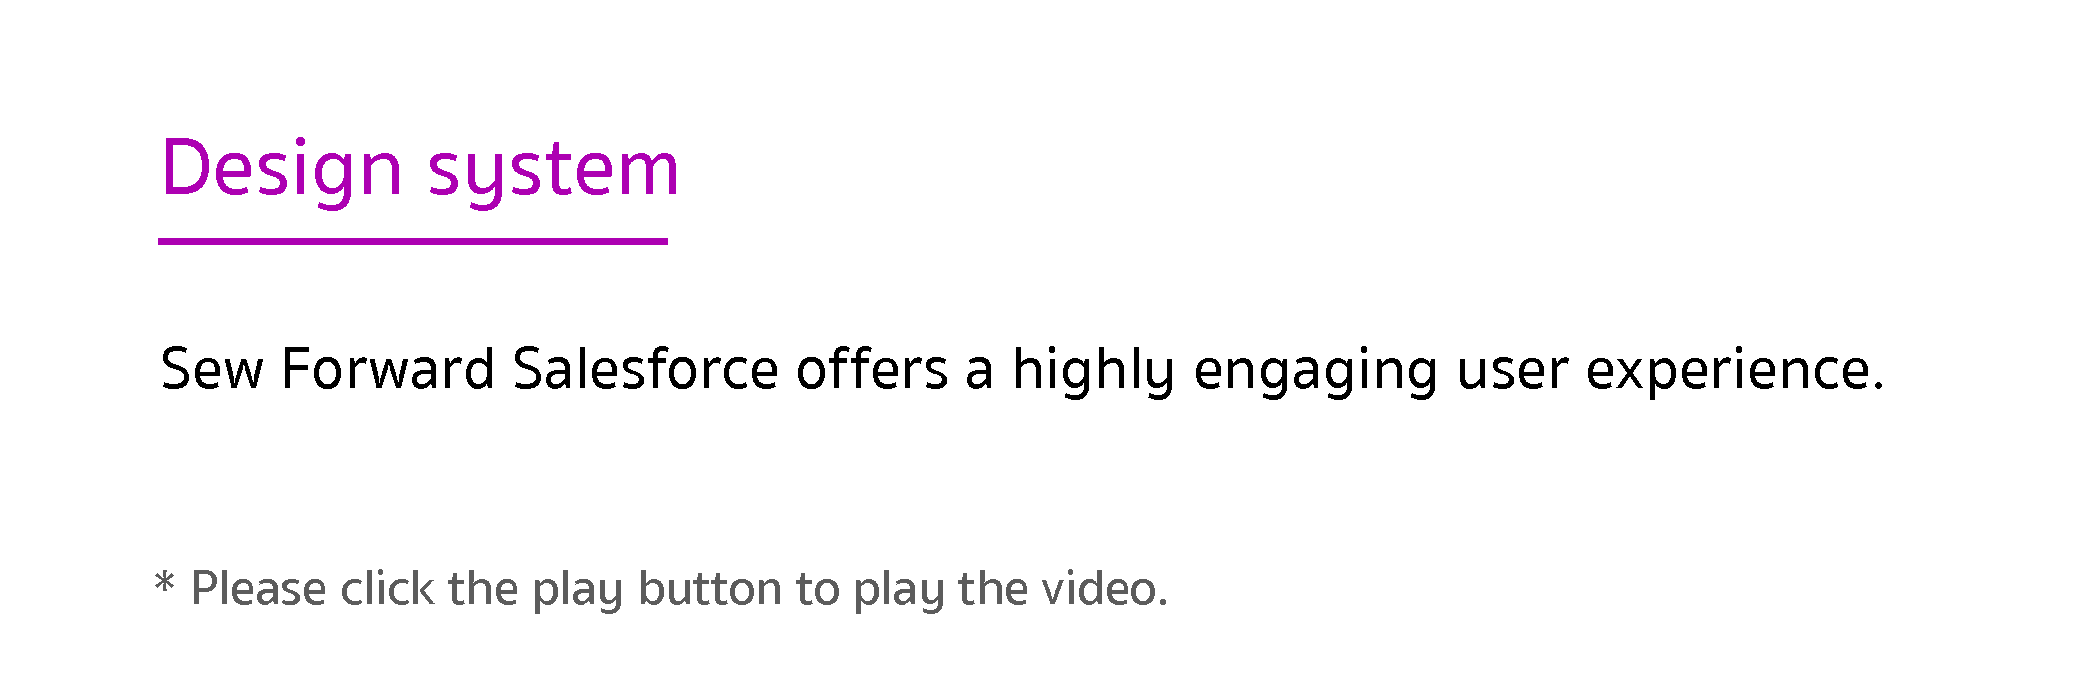 Design system
Sew Forward Salesforce offers a highly engaging user experience.
* Please click the play button to play the video.